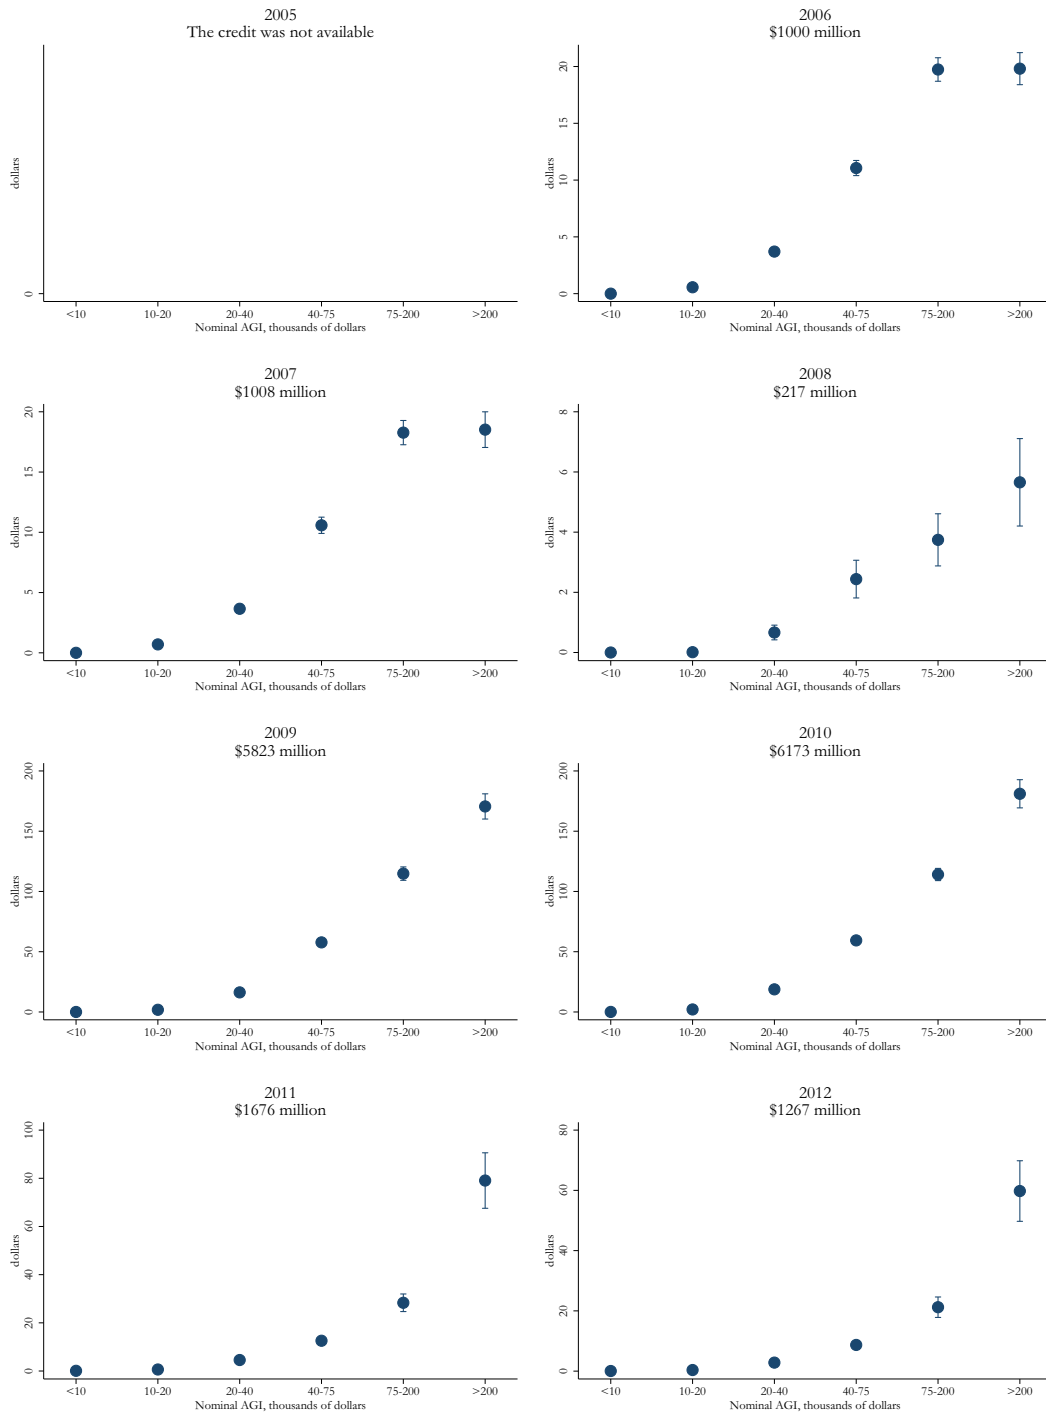 2005
The credit was not available
dollars
0
<10 10-20 20-40 40-75 75-200 >200
Nominal AGI, thousands of dollars
2006
$1000 million
dollars
0 5 10 15 20
<10 10-20 20-40 40-75 75-200 >200
Nominal AGI, thousands of dollars
2007
$1008 million
dollars
0 5 10 15 20
<10 10-20 20-40 40-75 75-200 >200
Nominal AGI, thousands of dollars
2008
$217 million
dollars
0 2 4 6 8
<10 10-20 20-40 40-75 75-200 >200
Nominal AGI, thousands of dollars
2009
$5823 million
dollars
0 50 100 150 200
<10 10-20 20-40 40-75 75-200 >200
Nominal AGI, thousands of dollars
2010
$6173 million
dollars
0 50 100 150 200
<10 10-20 20-40 40-75 75-200 >200
Nominal AGI, thousands of dollars
2011
$1676 million
dollars
0 20 40 60 80 100
<10 10-20 20-40 40-75 75-200 >200
Nominal AGI, thousands of dollars
2012
$1267 million
dollars
0 20 40 60 80
<10 10-20 20-40 40-75 75-200 >200
Nominal AGI, thousands of dollars